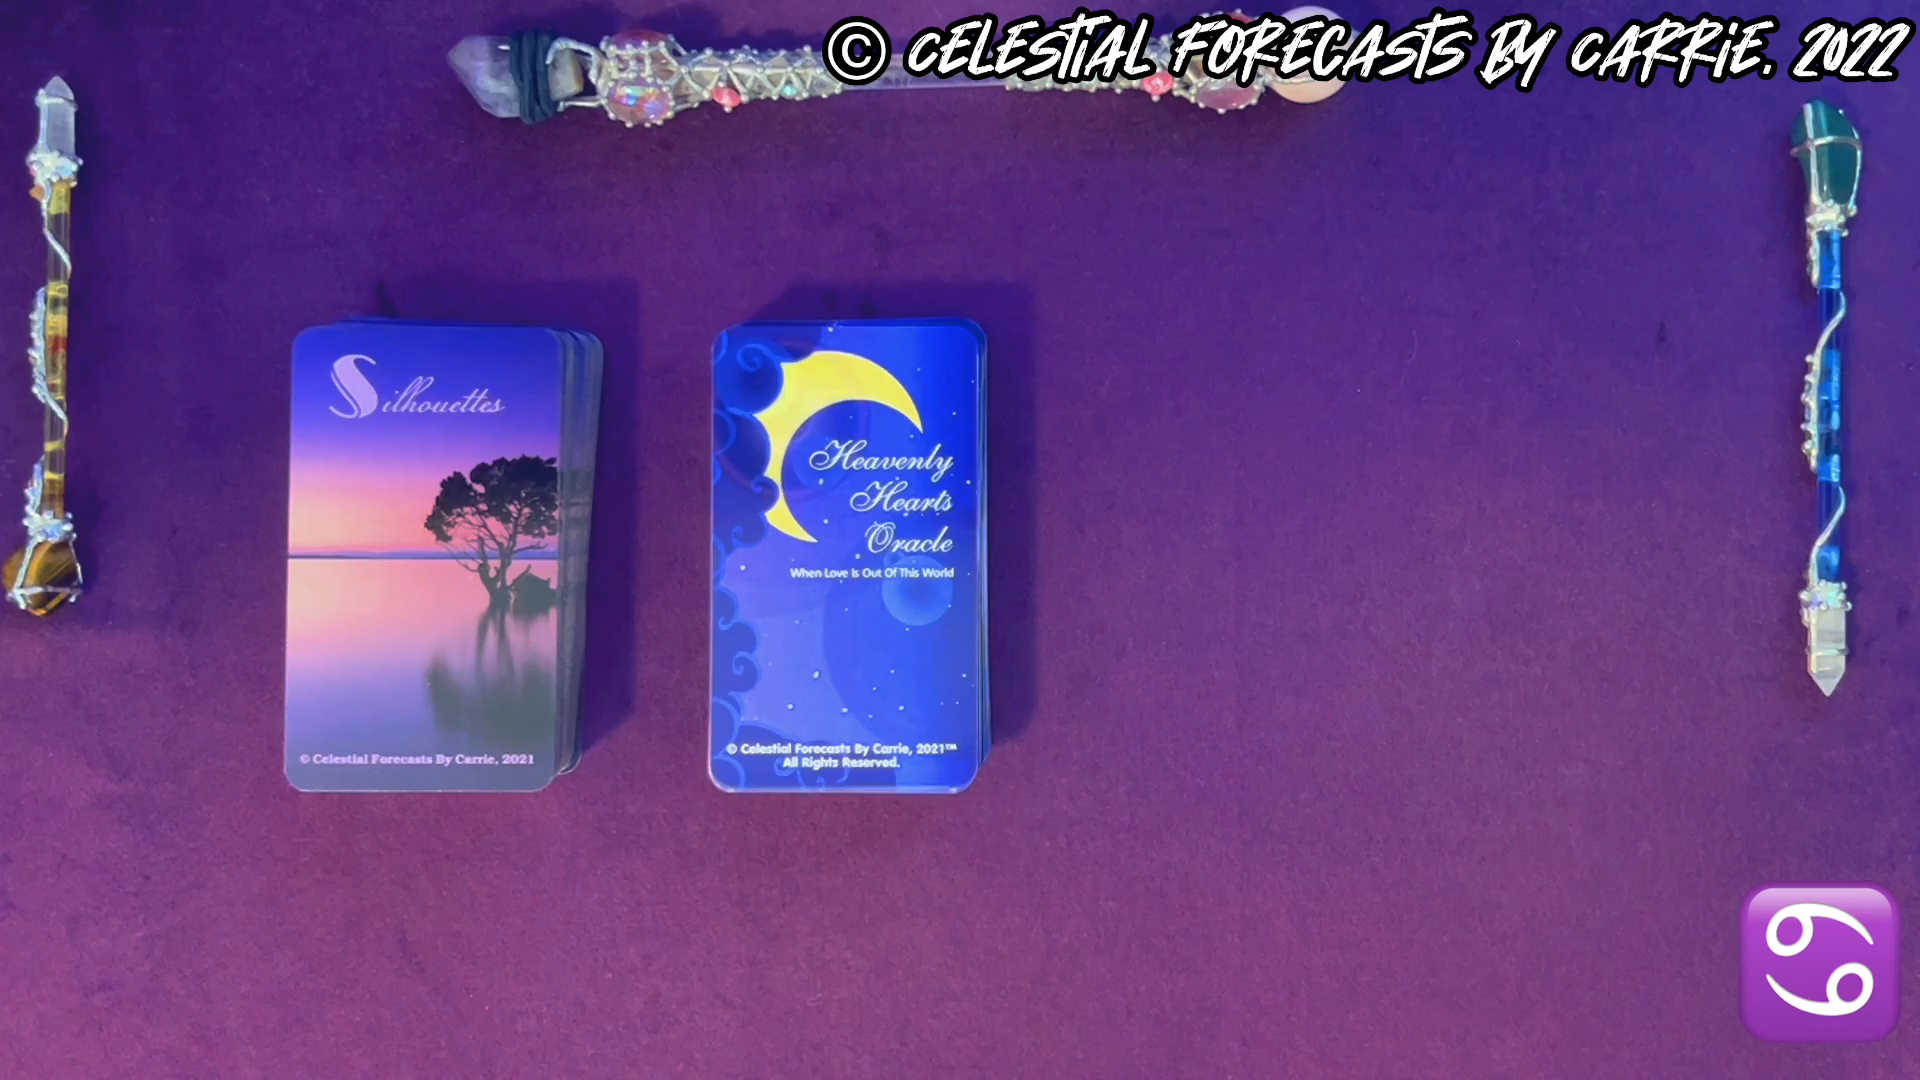 © CELESTIAL FORECASTS BY CARRIE. 2022
Silhouettes
© Celestial Forecasts By Carrie, 2021
Heavenly
Hearts
Oracle
When Love Is Out Of This World
© Celestial Forecasts By Carrie, 2021™
All Rights Reserved.